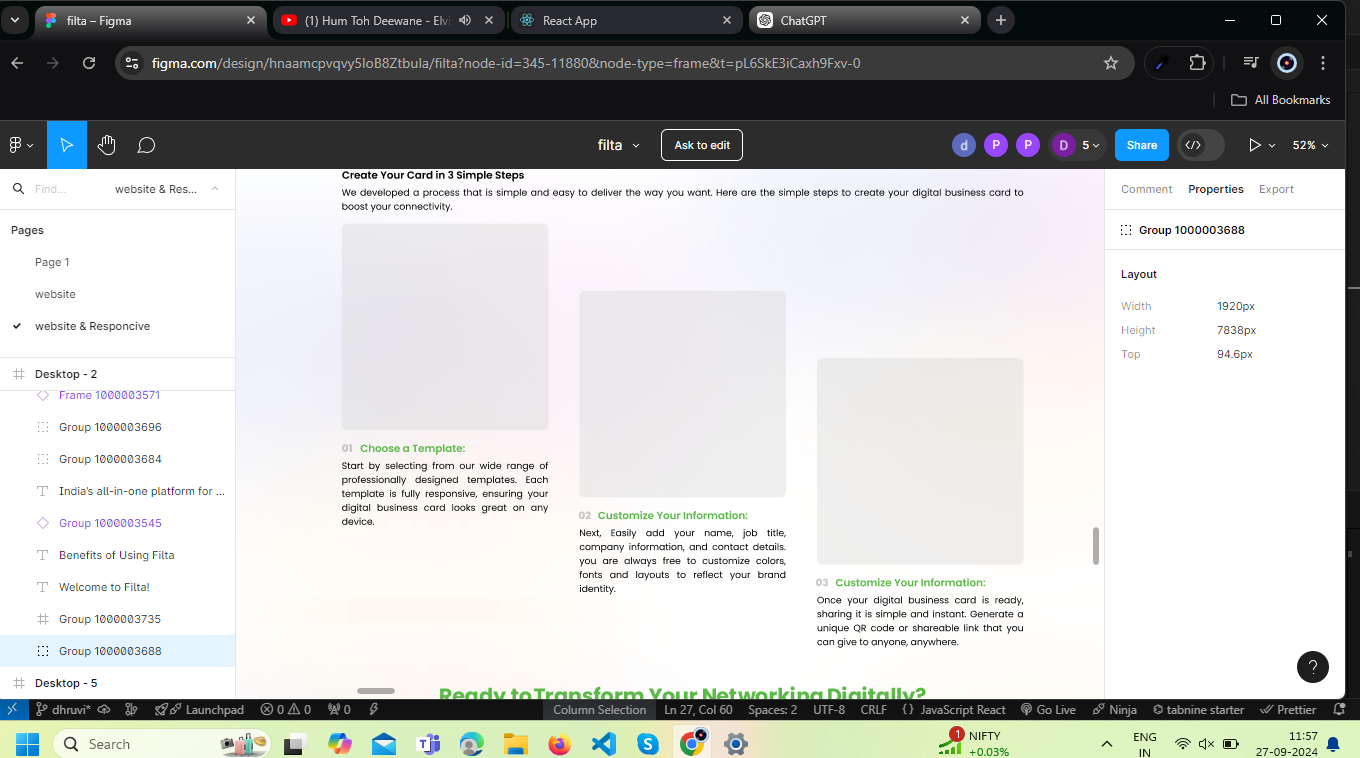 filta – Figma
(1) Hum Toh Deewane - Elvi
React App
ChatGPT
figma.com/design/hnaamcpvqvy5IoB8Ztbula/filta?node-id=345-11880&node-type=frame&t=pL6SkE3iCaxh9Fxv-0
All Bookmarks
filta
Ask to edit
d
P
P
D
5
Share
52%
Find...
website & Res...
Pages
Page 1
website
website & Responcive
Desktop - 2
Frame 1000003571
Group 1000003696
Group 1000003684
India's all-in-one platform for ...
Group 1000003545
Benefits of Using Filta
Welcome to Filta!
Group 1000003735
Group 1000003688
Desktop - 5
Create Your Card in 3 Simple Steps
We developed a process that is simple and easy to deliver the way you want. Here are the simple steps to create your digital business card to
boost your connectivity.
01 Choose a Template:
Start by selecting from our wide range of
professionally designed templates. Each
template is fully responsive, ensuring your
digital business card looks great on any
device.
02 Customize Your Information:
Next, Easily add your name, job title,
company information, and contact details.
you are always free to customize colors,
fonts and layouts to reflect your brand
identity.
03 Customize Your Information:
Once your digital business card is ready,
sharing it is simple and instant. Generate a
unique QR code or shareable link that you
can give to anyone, anywhere.
Ready to Transform Your Networking Digitally?
Comment
Properties
Export
Group 1000003688
Layout
Width 1920px
Height 7838px
Top 94.6px
?
dhruvi*
Launchpad
0
0
0
Column Selection
Ln 27, Col 60
Spaces: 2
UTF-8
CRLF
JavaScript React
Go Live
Ninja
tabnine starter
Prettier
Search
1
NIFTY
+0.03%
ENG
IN
11:57
27-09-2024